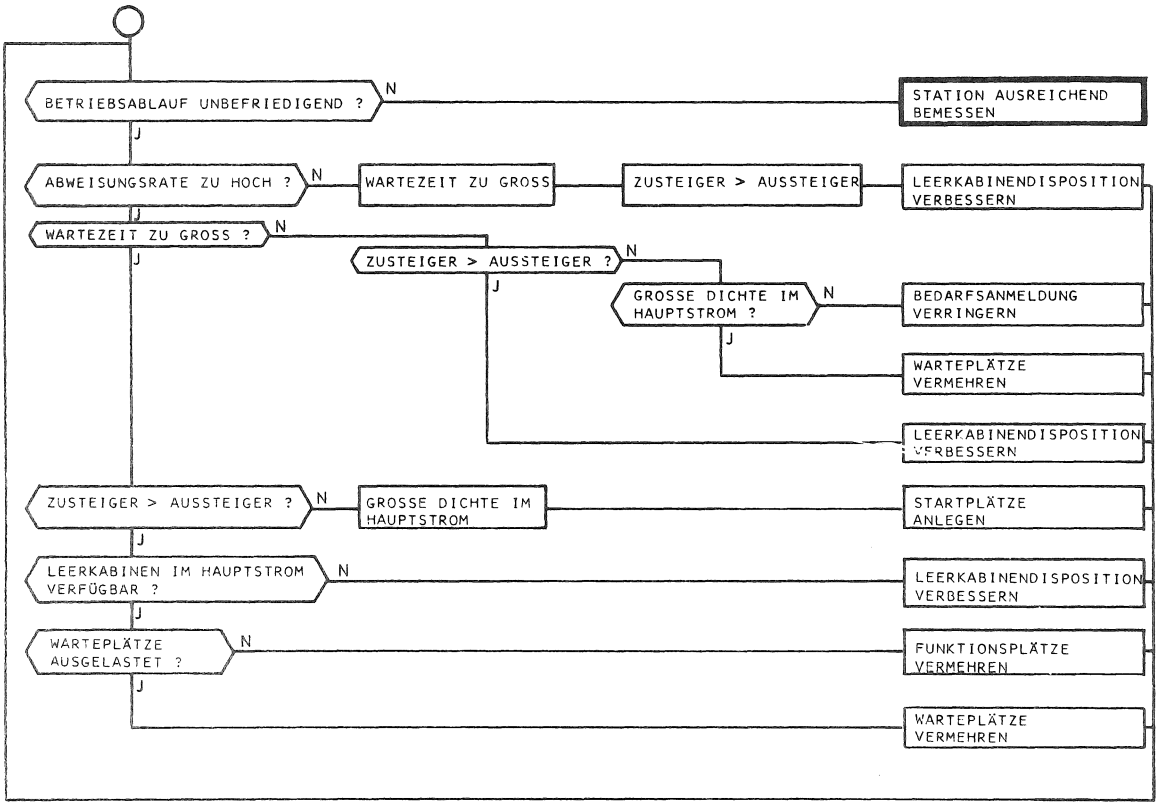 BETRIEBSABLAUF UNBEFRIEDIGEND ?
N
STATION AUSREICHEND
BEMESSEN
J
ABWEISUNGSRATE ZU HOCH ?
N
WARTEZEIT ZU GROSS
ZUSTEIGER > AUSSTEIGER
LEERKABINENDISPOSITION
VERBESSERN
J
WARTEZEIT ZU GROSS ?
N
J
ZUSTEIGER > AUSSTEIGER ?
N
J
GROSSE DICHTE IM
HAUPTSTROM ?
N
BEDARFSANMELDUNG
VERRINGERN
J
WARTEPLÄTZE
VERMEHREN
LEERKABINENDISPOSITION
VERBESSERN
ZUSTEIGER > AUSSTEIGER ?
N
GROSSE DICHTE IM
HAUPTSTROM
STARTPLÄTZE
ANLEGEN
J
LEERKABINEN IM HAUPTSTROM
VERFÜGBAR ?
N
LEERKABINENDISPOSITION
VERBESSERN
J
WARTEPLÄTZE
AUSGELASTET ?
N
FUNKTIONSPLÄTZE
VERMEHREN
J
WARTEPLÄTZE
VERMEHREN